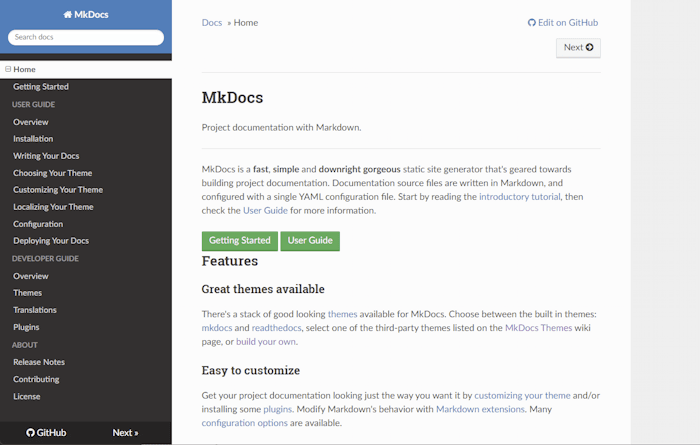 MkDocs
Search docs
Home
Getting Started
USER GUIDE
Overview
Installation
Writing Your Docs
Choosing Your Theme
Customizing Your Theme
Localizing Your Theme
Configuration
Deploying Your Docs
DEVELOPER GUIDE
Overview
Themes
Translations
Plugins
ABOUT
Release Notes
Contributing
License
GitHub Next »
Docs » Home
Edit on GitHub
Next
MkDocs
Project documentation with Markdown.
MkDocs is a fast, simple and downright gorgeous static site generator that's geared towards
building project documentation. Documentation source files are written in Markdown, and
configured with a single YAML configuration file. Start by reading the introductory tutorial, then
check the User Guide for more information.
Getting Started User Guide
Features
Great themes available
There's a stack of good looking themes available for MkDocs. Choose between the built in themes:
mkdocs and readthedocs, select one of the third-party themes listed on the MkDocs Themes wiki
page, or build your own.
Easy to customize
Get your project documentation looking just the way you want it by customizing your theme and/or
installing some plugins. Modify Markdown's behavior with Markdown extensions. Many
configuration options are available.